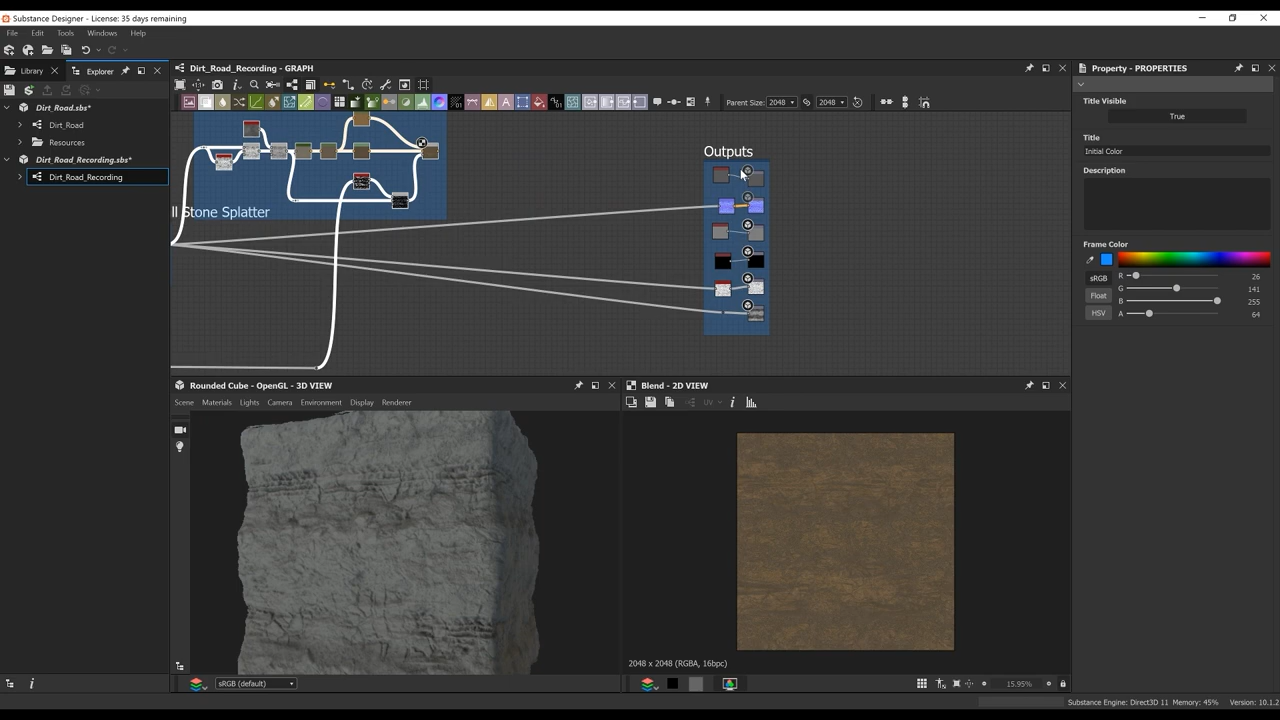 Substance Designer - License: 35 days remaining
File Edit Tools Windows Help
Library Explorer
Dirt_Road.sbs*
Dirt_Road
Resources
Dirt_Road_Recording.sbs*
Dirt_Road_Recording
Dirt_Road_Recording - GRAPH
Parent Size: 2048 2048
Outputs
ll Stone Splatter
Property - PROPERTIES
Title Visible
True
Title
Initial Color
Description
Frame Color
sRGB
Float
HSV
R 26
G 141
B 255
A 64
Rounded Cube - OpenGL - 3D VIEW
Scene Materials Lights Camera Environment Display Renderer
sRGB (default)
Blend - 2D VIEW
UV
2048 x 2048 (RGBA, 16bpc)
15.95%
Substance Engine: Direct3D 11 Memory: 45% Version: 10.1.2